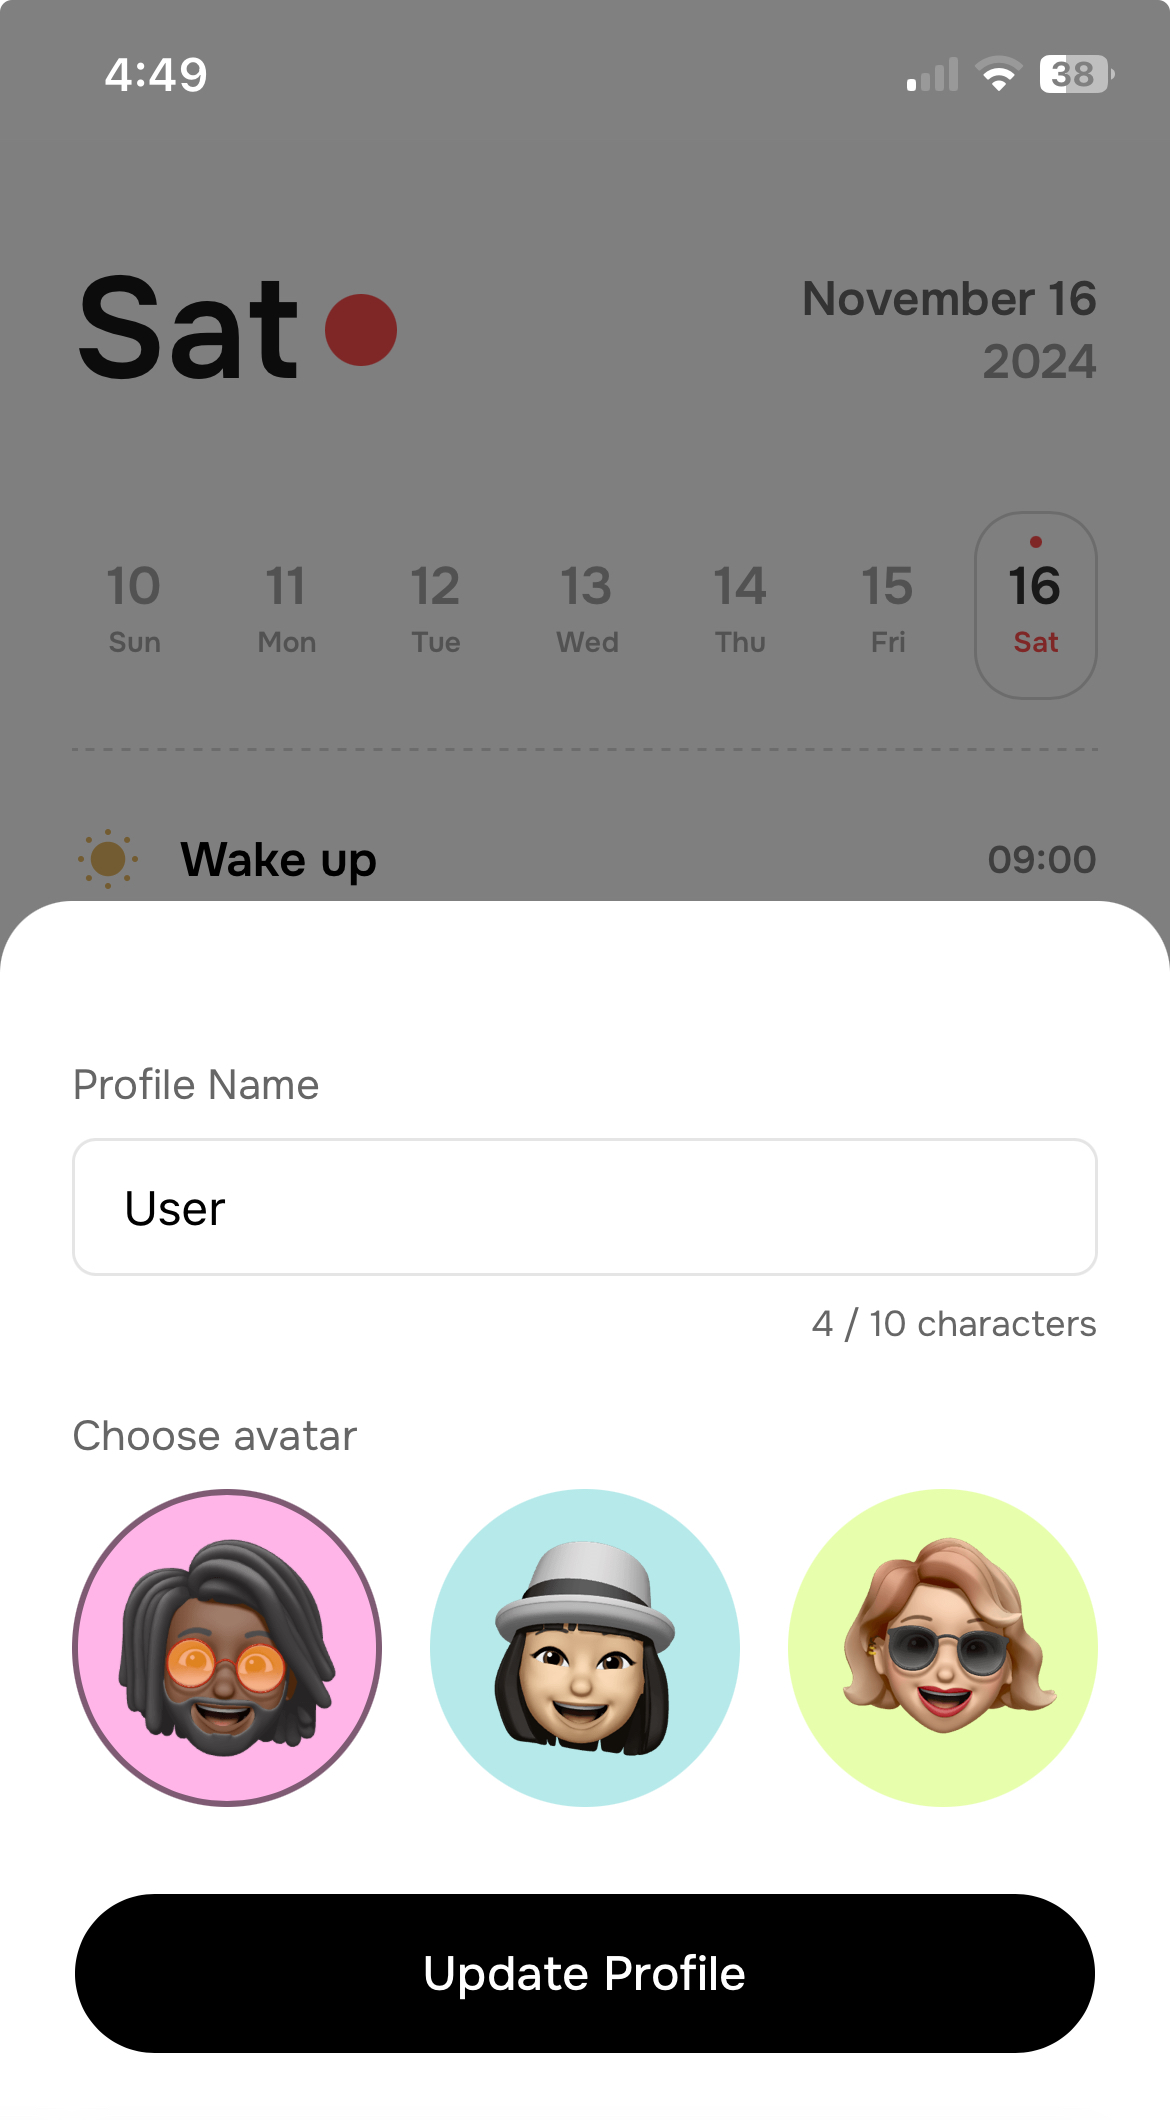 4:49
38
Sat
November 16
2024
10 11 12 13 14 15 16
Sun Mon Tue Wed Thu Fri Sat
Wake up 09:00
Profile Name
User
4 / 10 characters
Choose avatar
Update Profile